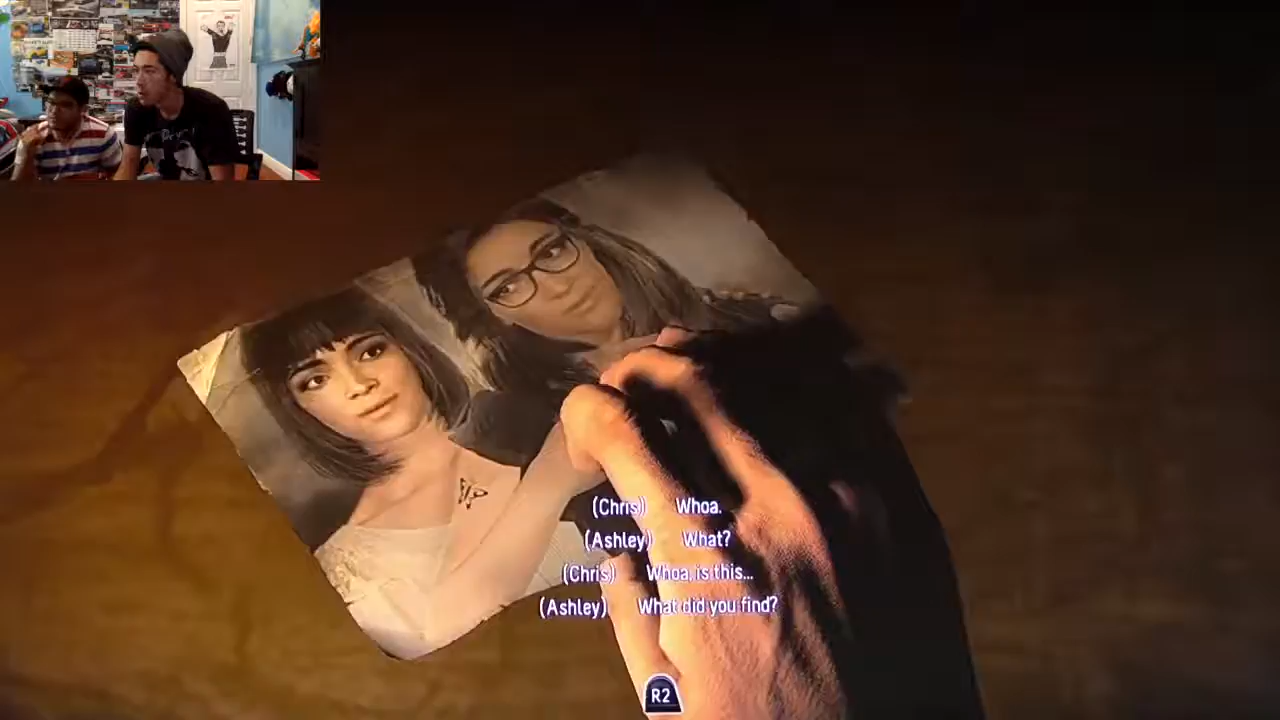 (Chris) Whoa.
(Ashley) What?
(Chris) Whoa, is this...
(Ashley) What did you find?
R2